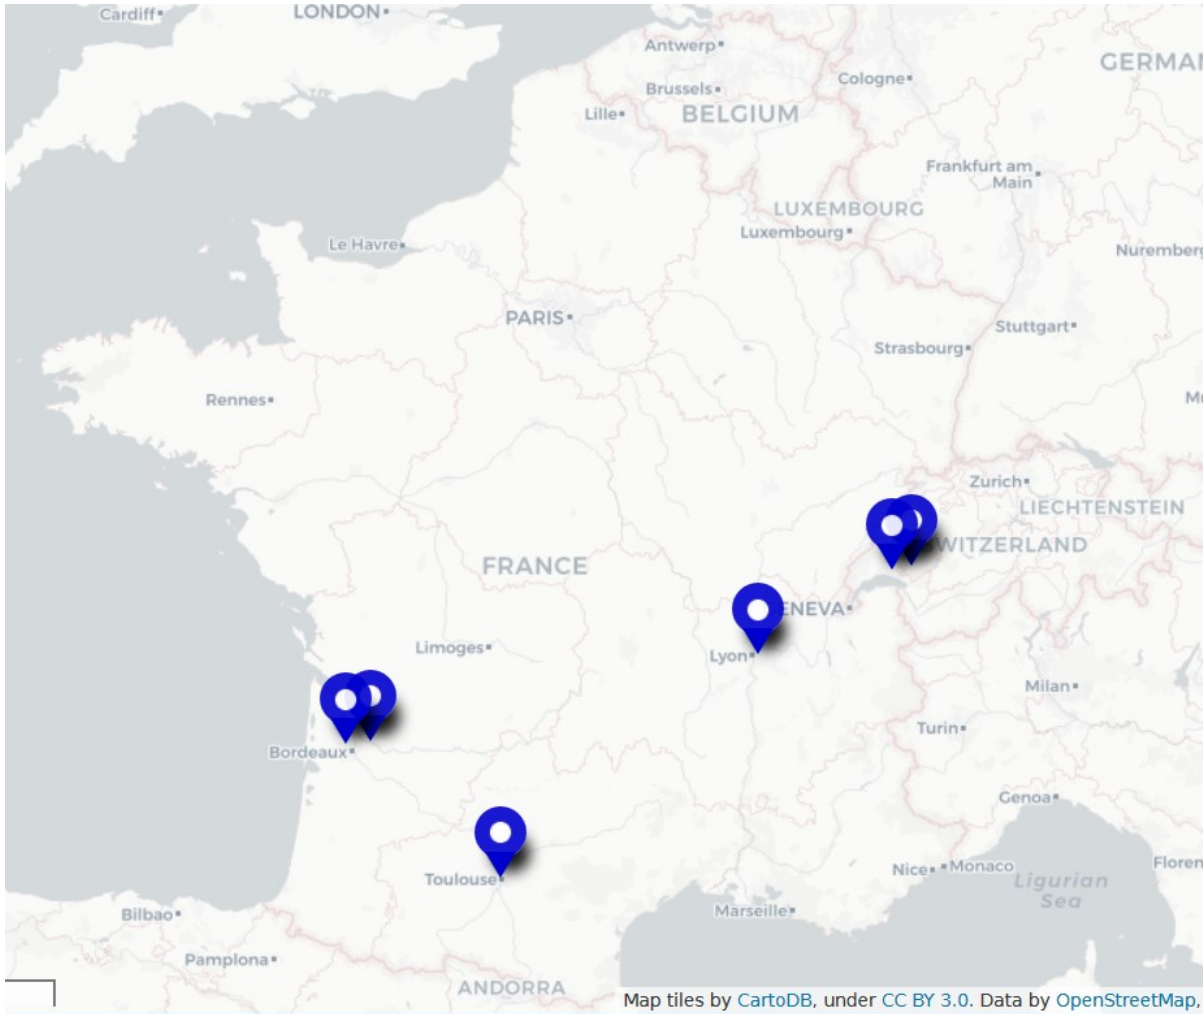 Cardiff
LONDON
Antwerp
GERMAN
Cologne
Brussels
Lille
BELGIUM
Frankfurt am
Main
LUXEMBOURG
Luxembourg
Le Havre
Nuremberg
PARIS
Stuttgart
Strasbourg
Rennes
Zurich
LIECHTENSTEIN
WITZERLAND
FRANCE
ENEVA
Limoges
Lyon
Milan
Turin
Bordeaux
Genoa
Nice
Monaco
Floren
Toulouse
Ligurian
Sea
Marseille
Bilbao
Pamplona
ANDORRA
Map tiles by CartoDB, under CC BY 3.0. Data by OpenStreetMap,